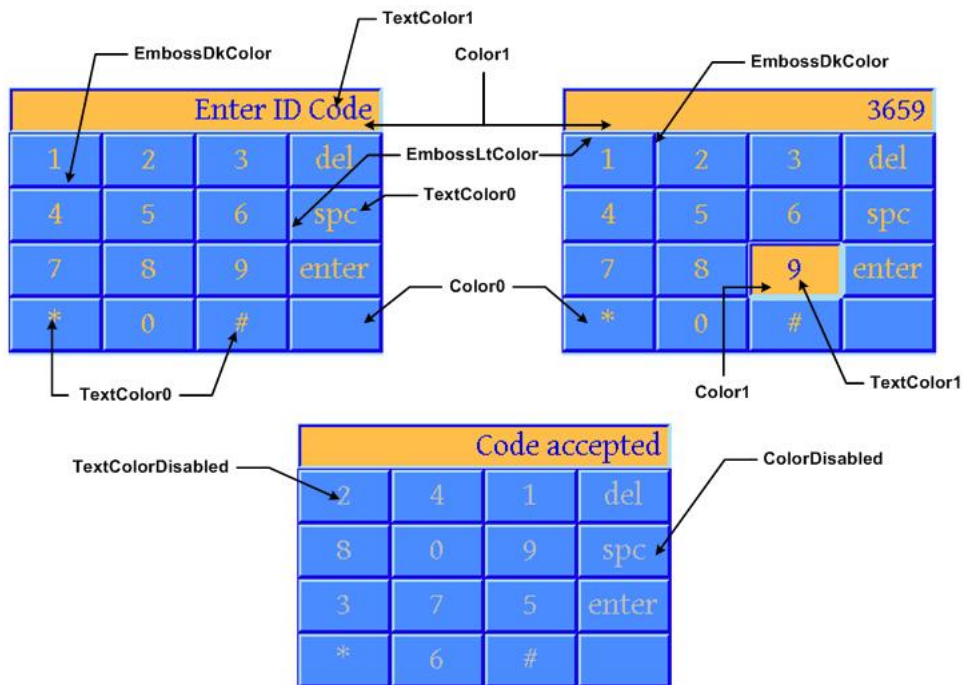 TextColor1
EmbossDkColor
Color1
EmbossDkColor
Enter ID Code
3659
1 2 3 del
EmbossLtColor
1 2 3 del
4 5 6 spc
TextColor0
4 5 6 spc
7 8 9 enter
Color0
7 8 9 enter
* 0 #
* 0 #
TextColor0
Color1
TextColor1
Code accepted
TextColorDisabled
ColorDisabled
2 4 1 del
8 0 9 spc
3 7 5 enter
* 6 #